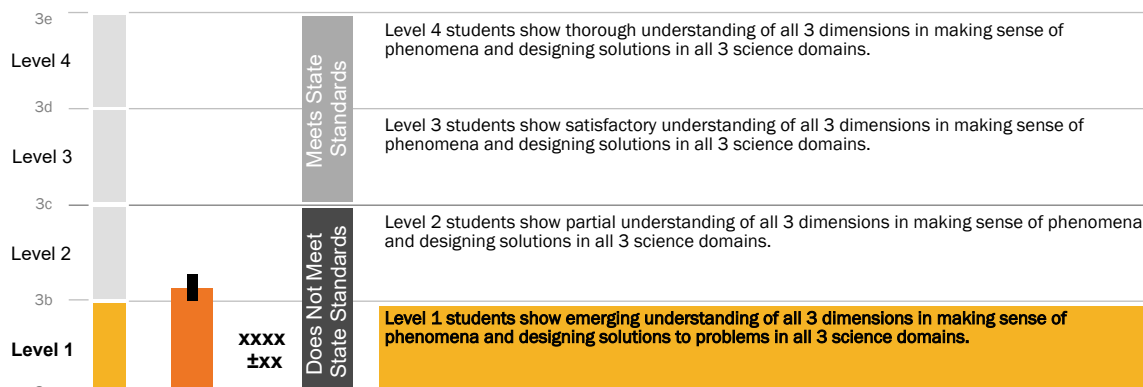 3e
Level 4
Meets State
Standards
Level 4 students show thorough understanding of all 3 dimensions in making sense of
phenomena and designing solutions in all 3 science domains.
3d
Level 3
Level 3 students show satisfactory understanding of all 3 dimensions in making sense of
phenomena and designing solutions in all 3 science domains.
3c
Level 2
Does Not Meet
State Standards
Level 2 students show partial understanding of all 3 dimensions in making sense of phenomena
and designing solutions in all 3 science domains.
3b
Level 1
xxxx
±xx
Level 1 students show emerging understanding of all 3 dimensions in making sense of
phenomena and designing solutions to problems in all 3 science domains.